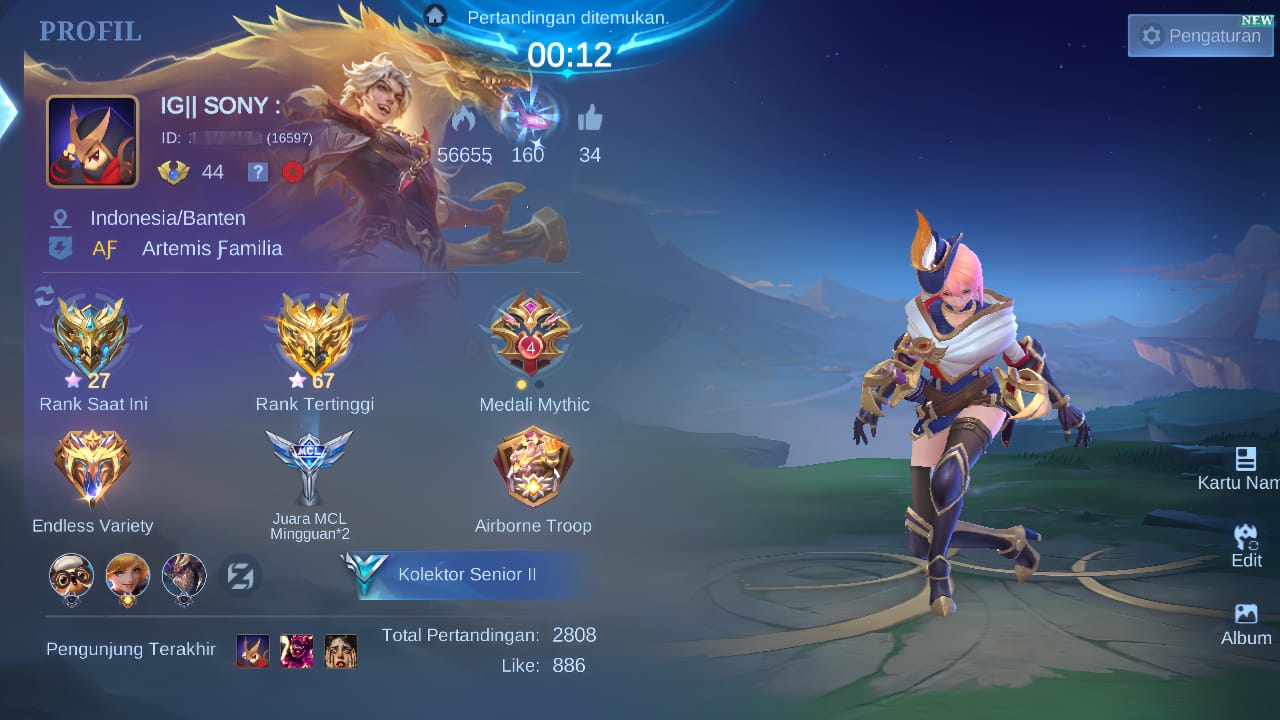 PROFIL
Pertandingan ditemukan.
00:12
NEW
Pengaturan
IG|| SONY :
ID: (16597)
44
?
56655
160
34
Indonesia/Banten
AƑ Artemis Ƒamilia
27
67
4
Rank Saat Ini
Rank Tertinggi
Medali Mythic
MCL
Endless Variety
Juara MCL
Mingguan*2
Airborne Troop
Kolektor Senior II
Pengunjung Terakhir
Total Pertandingan: 2808
Like: 886
Kartu Nam
Edit
Album